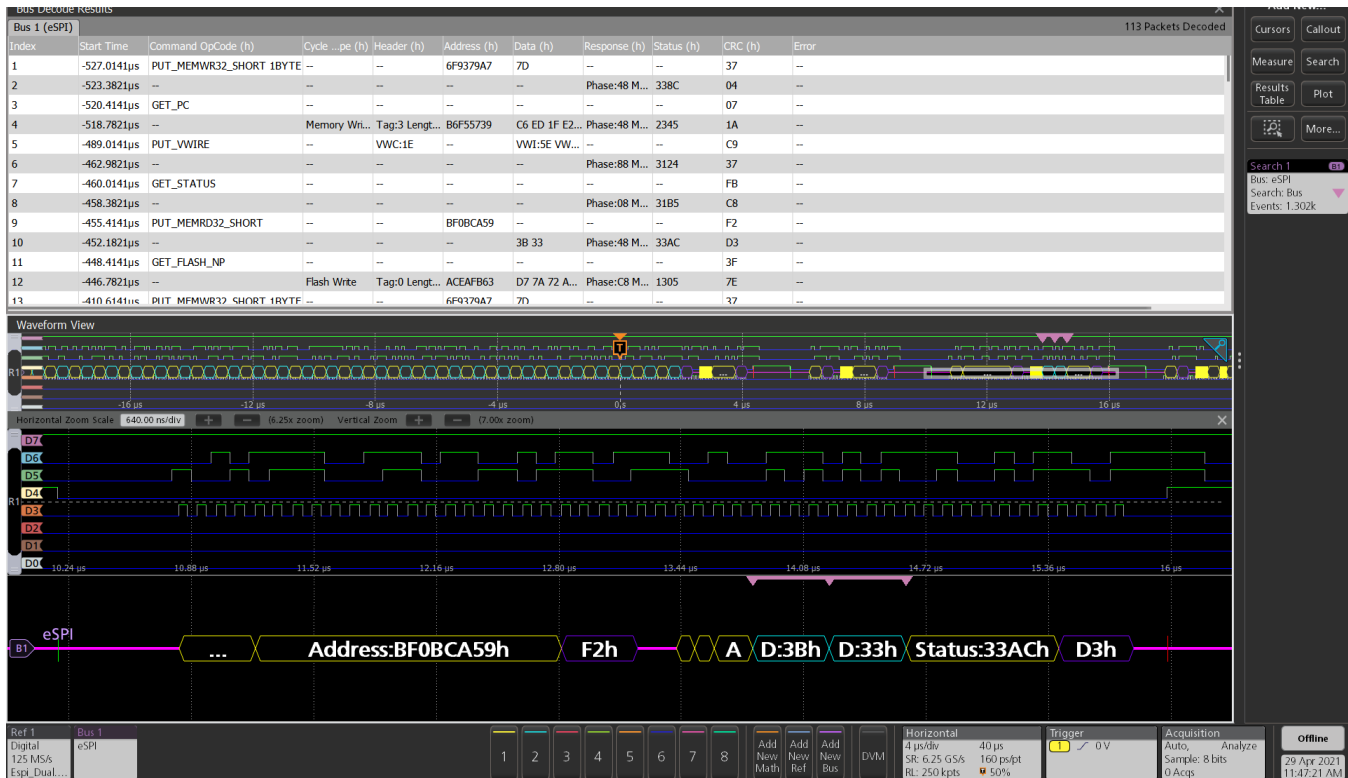 Bus Decode Results
Add New...
Bus 1 (eSPI) 113 Packets Decoded
Index Start Time Command OpCode (h) Cycle ...pe (h) Header (h) Address (h) Data (h) Response (h) Status (h) CRC (h) Error
1 -527.0141µs PUT_MEMWR32_SHORT 1BYTE -- -- 6F9379A7 7D -- -- 37 --
2 -523.3821µs -- -- -- -- -- Phase:48 M... 338C 04 --
3 -520.4141µs GET_PC -- -- -- -- -- -- 07 --
4 -518.7821µs -- Memory Wri... Tag:3 Lengt... B6F55739 C6 ED 1F E2... Phase:48 M... 2345 1A --
5 -489.0141µs PUT_VWIRE -- VWC:1E -- VWI:5E VW... -- -- C9 --
6 -462.9821µs -- -- -- -- -- Phase:88 M... 3124 37 --
7 -460.0141µs GET_STATUS -- -- -- -- -- -- FB --
8 -458.3821µs -- -- -- -- -- Phase:08 M... 31B5 C8 --
9 -455.4141µs PUT_MEMRD32_SHORT -- -- BF0BCA59 -- -- -- F2 --
10 -452.1821µs -- -- -- -- 3B 33 Phase:48 M... 33AC D3 --
11 -448.4141µs GET_FLASH_NP -- -- -- -- -- -- 3F --
12 -446.7821µs -- Flash Write Tag:0 Lengt... ACEAFB63 D7 7A 72 A... Phase:C8 M... 1305 7E --
13 -410.6141µs PUT_MEMWR32_SHORT 1BYTE -- -- 6F9379A7 7D -- -- 37 --
Cursors Callout
Measure Search
Results Table Plot
More...
Search 1 B1
Bus: eSPI
Search: Bus
Events: 1.302k
Waveform View
T
R1
-16 µs -12 µs -8 µs -4 µs 0 s 4 µs 8 µs 12 µs 16 µs
Horizontal Zoom Scale 640.00 ns/div + − (6.25x zoom) Vertical Zoom + − (7.00x zoom)
D7
D6
D5
D4
R1
D3
D2
D1
D0
10.24 µs 10.88 µs 11.52 µs 12.16 µs 12.80 µs 13.44 µs 14.08 µs 14.72 µs 15.36 µs 16 µs
eSPI
B1 ... Address:BF0BCA59h F2h A D:3Bh D:33h Status:33ACh D3h
Ref 1
Digital
125 MS/s
Espi_Dual....
Bus 1
eSPI
1 2 3 4 5 6 7 8
Add New Math
Add New Ref
Add New Bus
DVM
Horizontal
4 µs/div 40 µs
SR: 6.25 GS/s 160 ps/pt
RL: 250 kpts 50%
Trigger
1 0 V
Acquisition
Auto, Analyze
Sample: 8 bits
0 Acqs
Offline
29 Apr 2021
11:47:21 AM